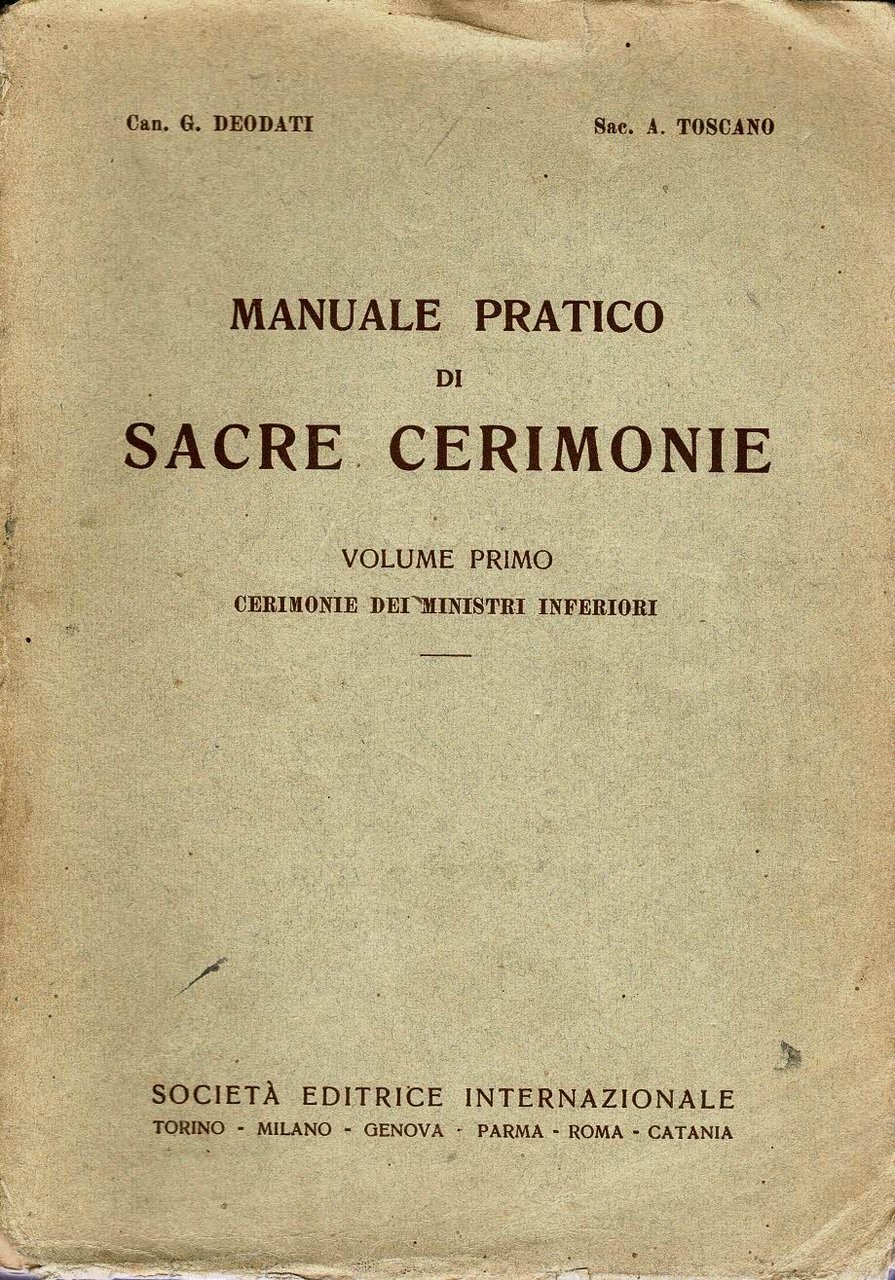 Can. G. DEODATI
Sac. A. TOSCANO
MANUALE PRATICO
DI
SACRE CERIMONIE
VOLUME PRIMO
CERIMONIE DEI MINISTRI INFERIORI
SOCIETÀ EDITRICE INTERNAZIONALE
TORINO - MILANO - GENOVA - PARMA - ROMA - CATANIA